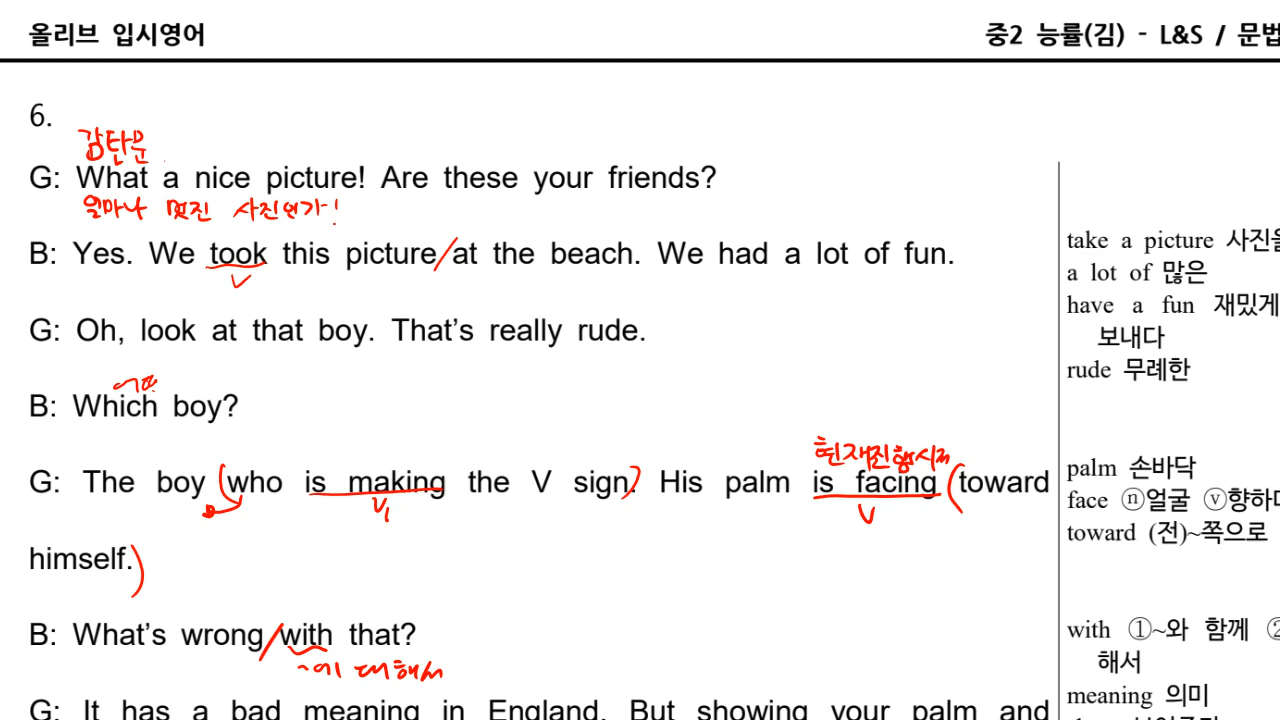 올리브 입시영어
중2 능률(김) - L&S / 문법
6.
감탄문
G: What a nice picture! Are these your friends?
얼마나 멋진 사진인가!
B: Yes. We took this picture/at the beach. We had a lot of fun.
V
G: Oh, look at that boy. That's really rude.
어떤
B: Which boy?
현재진행시제
G: The boy (who is making the V sign.) His palm is facing (toward
V₁ V
himself.)
B: What's wrong/with that?
~에 대해서
G: It has a bad meaning in England. But showing your palm and
take a picture 사진을
a lot of 많은
have a fun 재밌게
보내다
rude 무례한
palm 손바닥
face ⓝ얼굴 ⓥ향하다
toward (전)~쪽으로
with ①~와 함께 ②
해서
meaning 의미